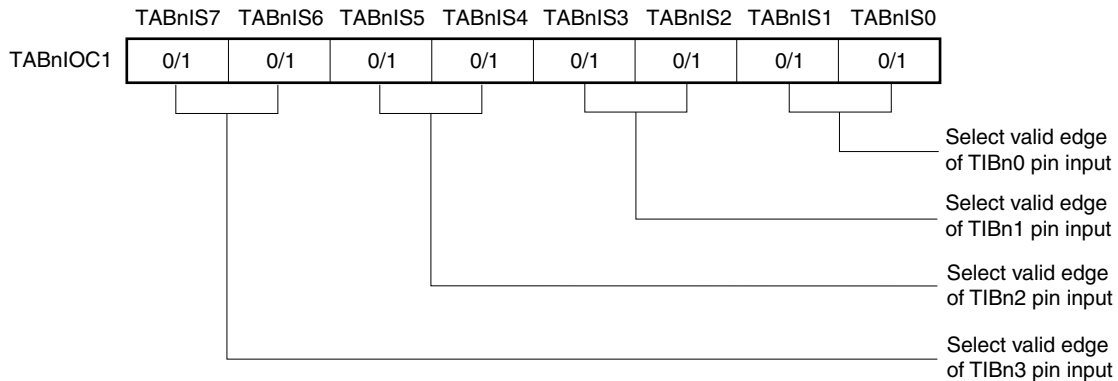 TABnIS7 TABnIS6 TABnIS5 TABnIS4 TABnIS3 TABnIS2 TABnIS1 TABnIS0
TABnIOC1 0/1 0/1 0/1 0/1 0/1 0/1 0/1 0/1
Select valid edge
of TIBn0 pin input
Select valid edge
of TIBn1 pin input
Select valid edge
of TIBn2 pin input
Select valid edge
of TIBn3 pin input